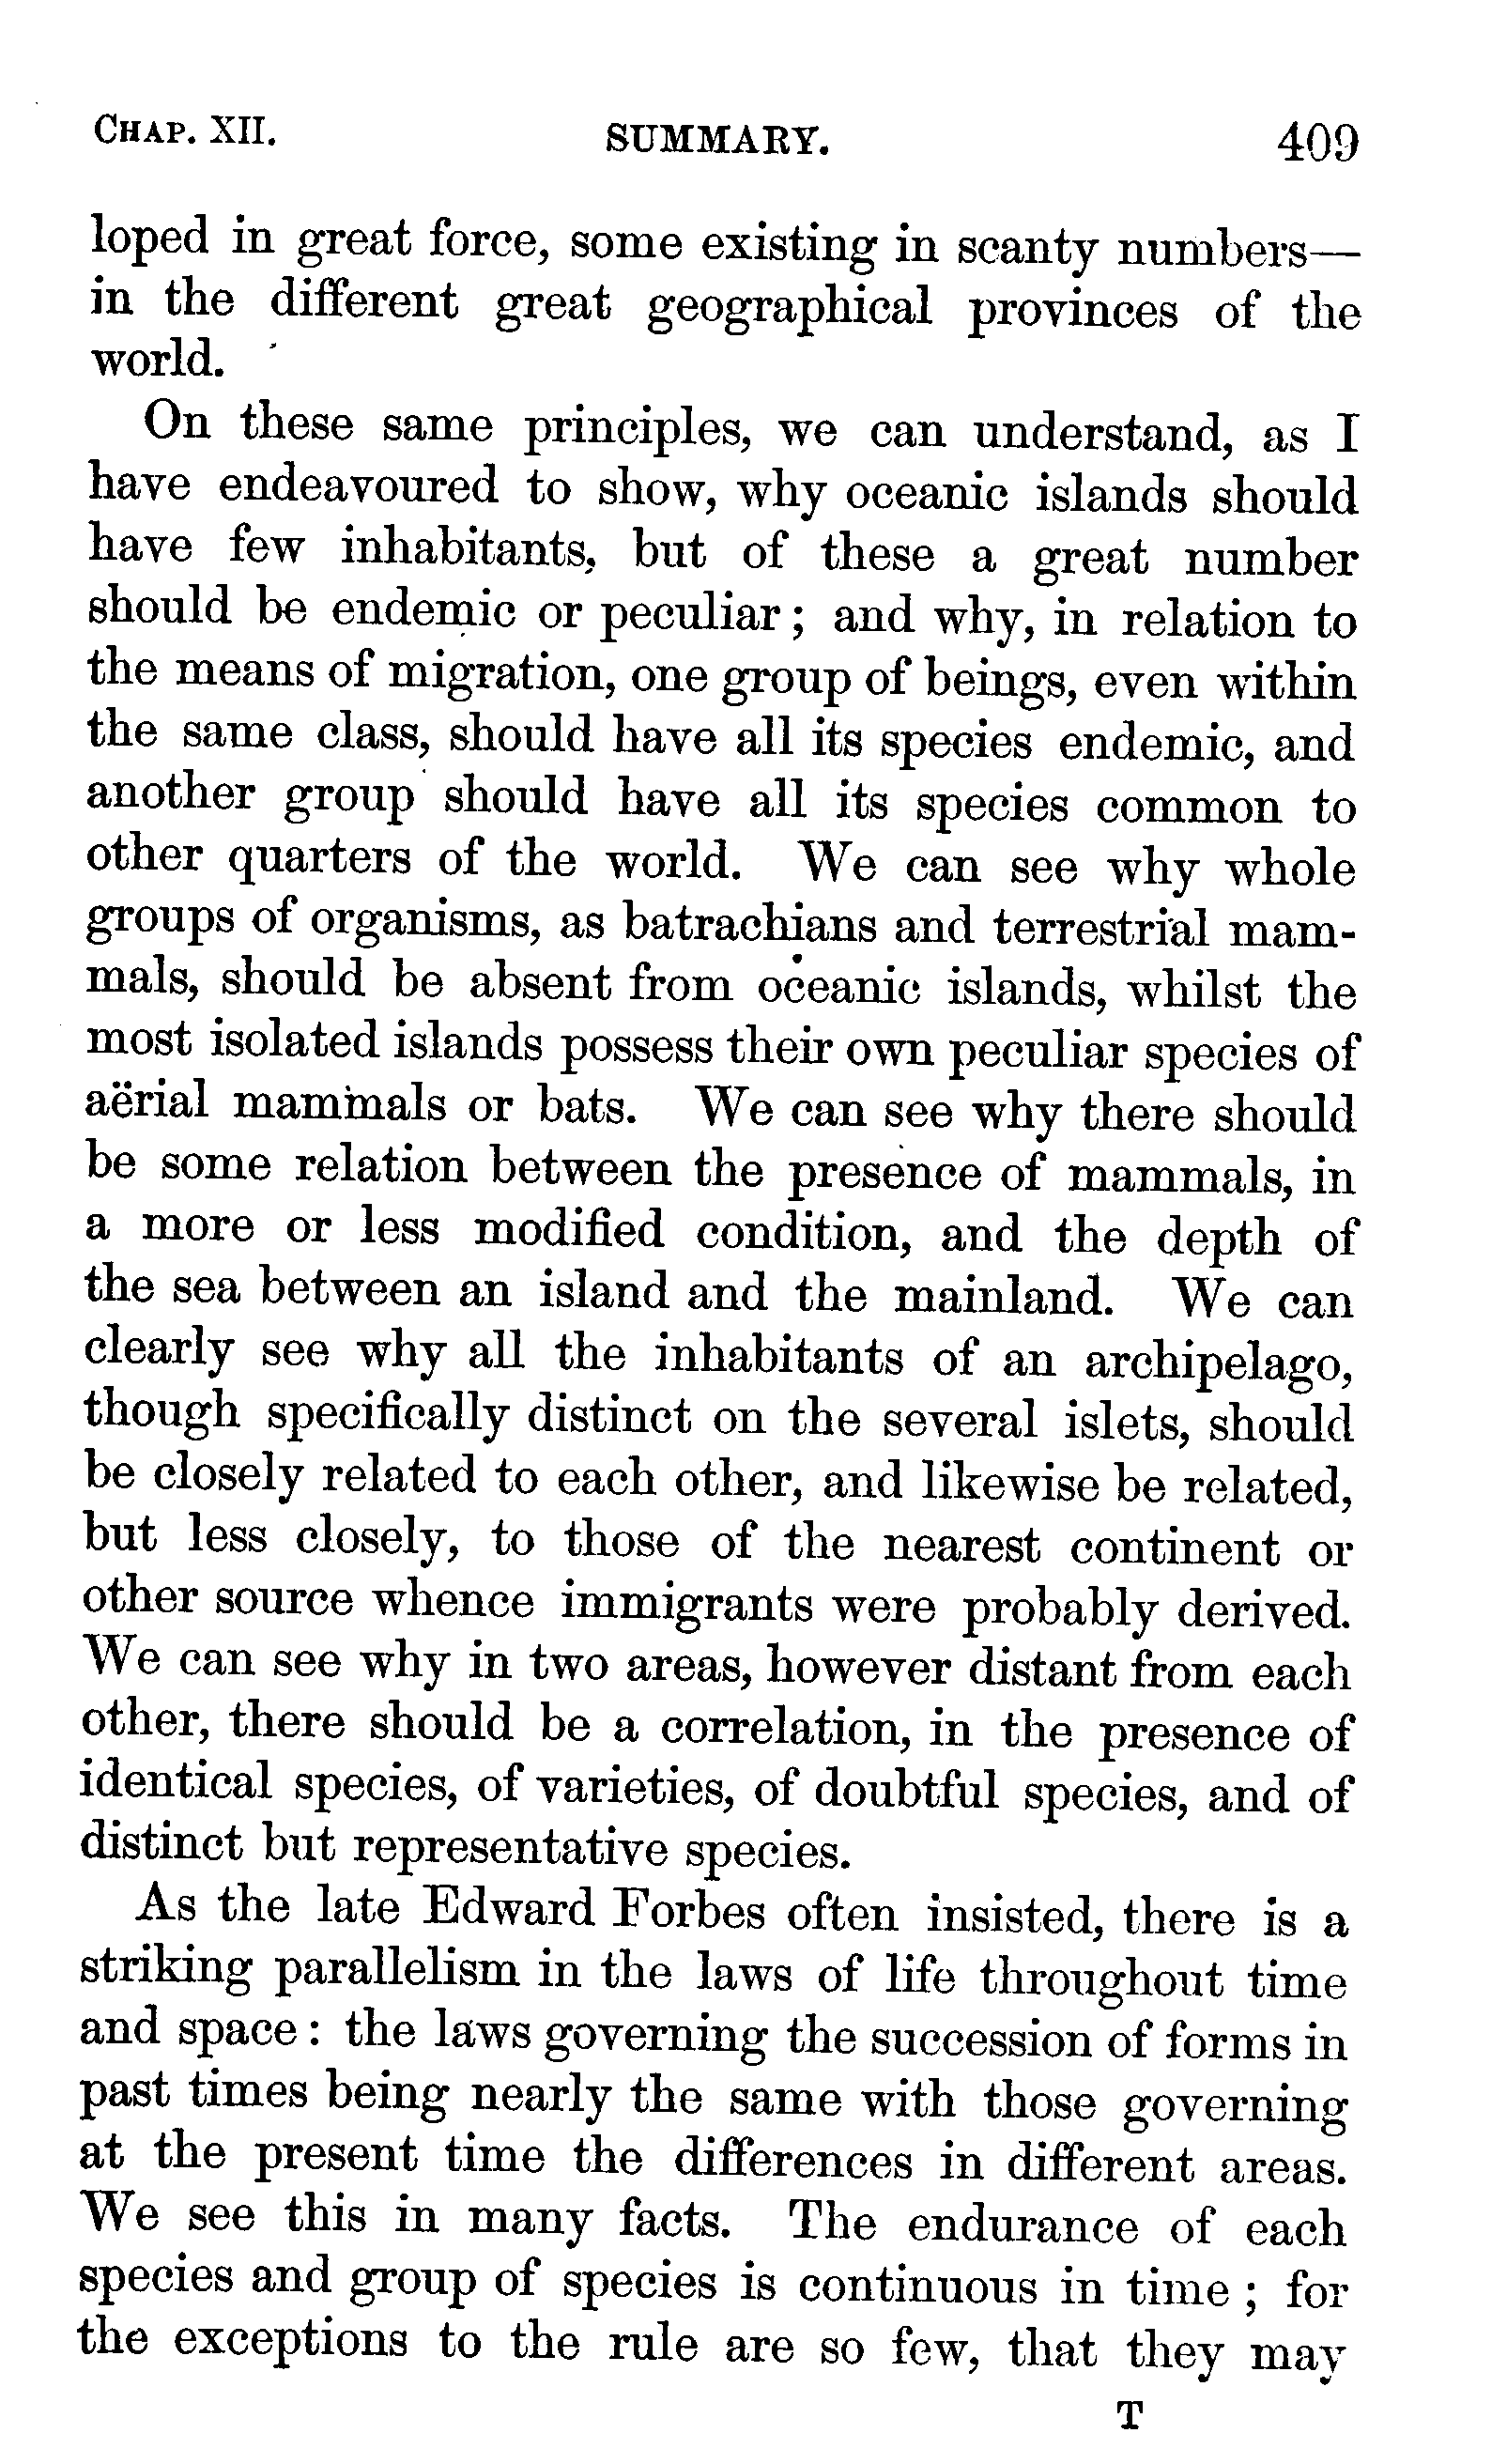 CHAP. XII. SUMMARY. 409
loped in great force, some existing in scanty numbers—
in the different great geographical provinces of the
world.
On these same principles, we can understand, as I
have endeavoured to show, why oceanic islands should
have few inhabitants, but of these a great number
should be endemic or peculiar; and why, in relation to
the means of migration, one group of beings, even within
the same class, should have all its species endemic, and
another group should have all its species common to
other quarters of the world. We can see why whole
groups of organisms, as batrachians and terrestrial mam-
mals, should be absent from oceanic islands, whilst the
most isolated islands possess their own peculiar species of
aërial mammals or bats. We can see why there should
be some relation between the presence of mammals, in
a more or less modified condition, and the depth of
the sea between an island and the mainland. We can
clearly see why all the inhabitants of an archipelago,
though specifically distinct on the several islets, should
be closely related to each other, and likewise be related,
but less closely, to those of the nearest continent or
other source whence immigrants were probably derived.
We can see why in two areas, however distant from each
other, there should be a correlation, in the presence of
identical species, of varieties, of doubtful species, and of
distinct but representative species.
As the late Edward Forbes often insisted, there is a
striking parallelism in the laws of life throughout time
and space: the laws governing the succession of forms in
past times being nearly the same with those governing
at the present time the differences in different areas.
We see this in many facts. The endurance of each
species and group of species is continuous in time; for
the exceptions to the rule are so few, that they may
T